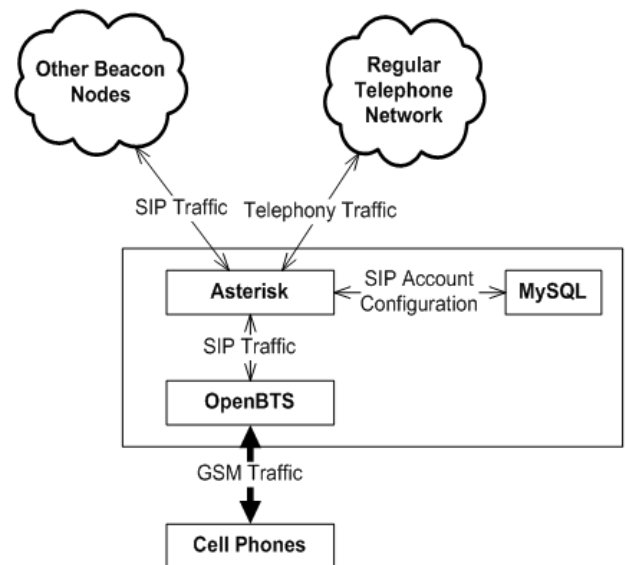 Other Beacon
Nodes
Regular
Telephone
Network
SIP Traffic
Telephony Traffic
Asterisk
SIP Account
Configuration
MySQL
SIP Traffic
OpenBTS
GSM Traffic
Cell Phones